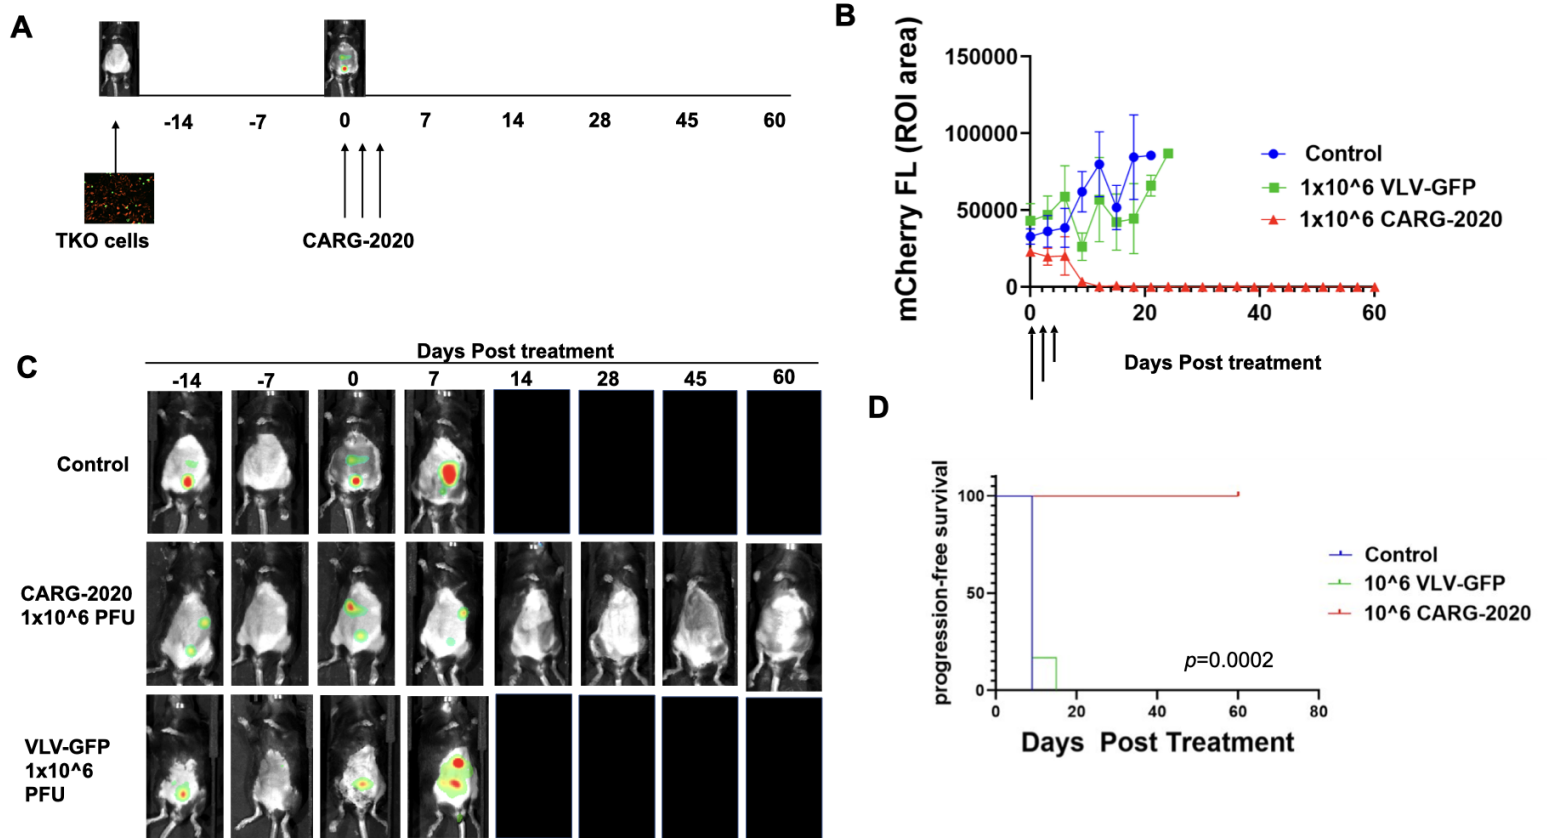 A
-14 -7 0 7 14 28 45 60
TKO cells
CARG-2020
B
mCherry FL (ROI area)
150000
100000
50000
0
0 20 40 60
Days Post treatment
Control
1x10^6 VLV-GFP
1x10^6 CARG-2020
C
Days Post treatment
-14 -7 0 7 14 28 45 60
Control
CARG-2020
1x10^6 PFU
VLV-GFP
1x10^6
PFU
D
progression-free survival
100
50
0
0 20 40 60 80
Days Post Treatment
p=0.0002
Control
10^6 VLV-GFP
10^6 CARG-2020